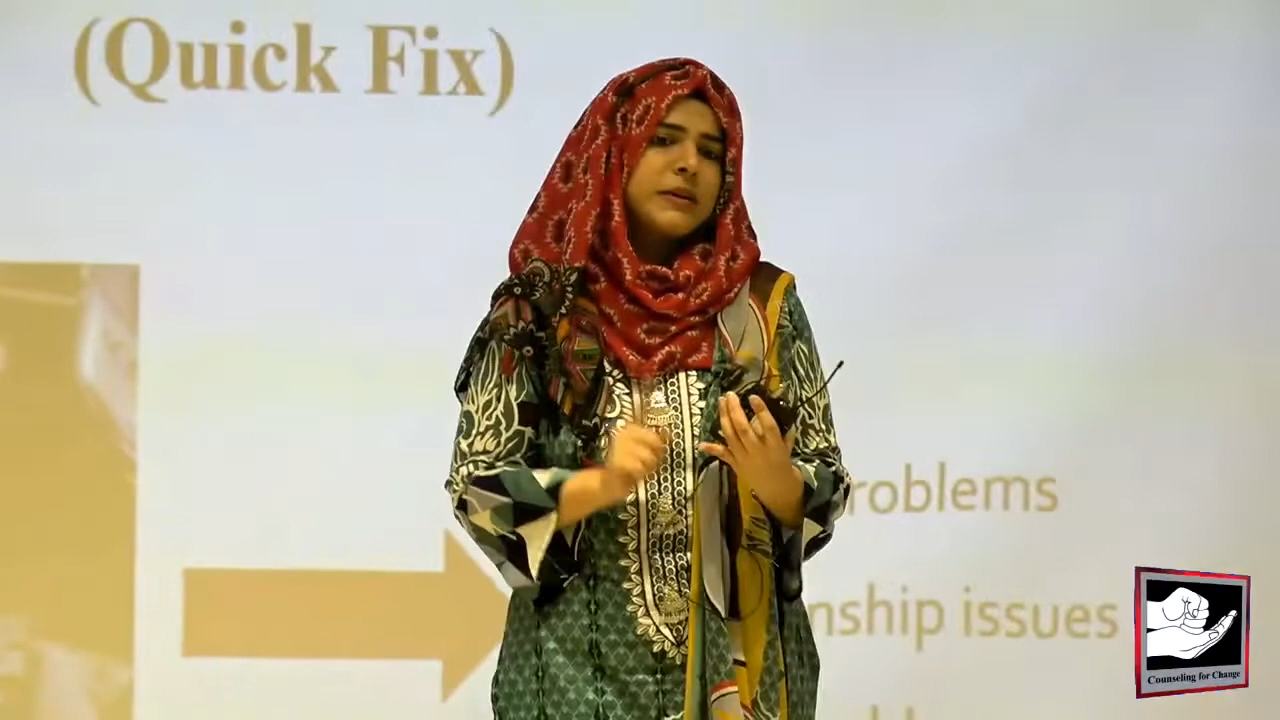 (Quick Fix)
roblems
nship issues
Counseling for Change